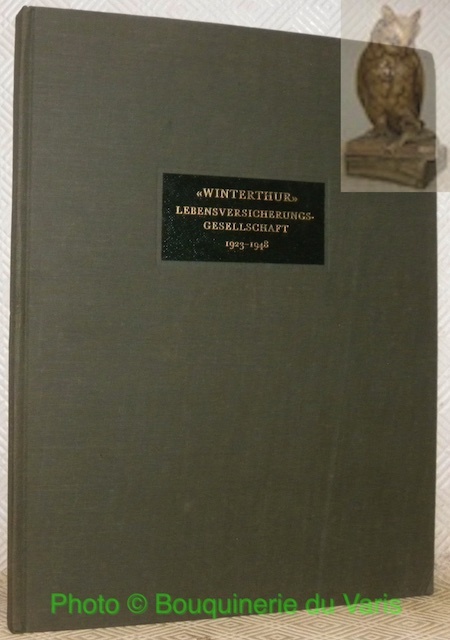 «WINTERTHUR»
LEBENSVERSICHERUNGS-
GESELLSCHAFT
1923-1948
Photo © Bouquinerie du Varis